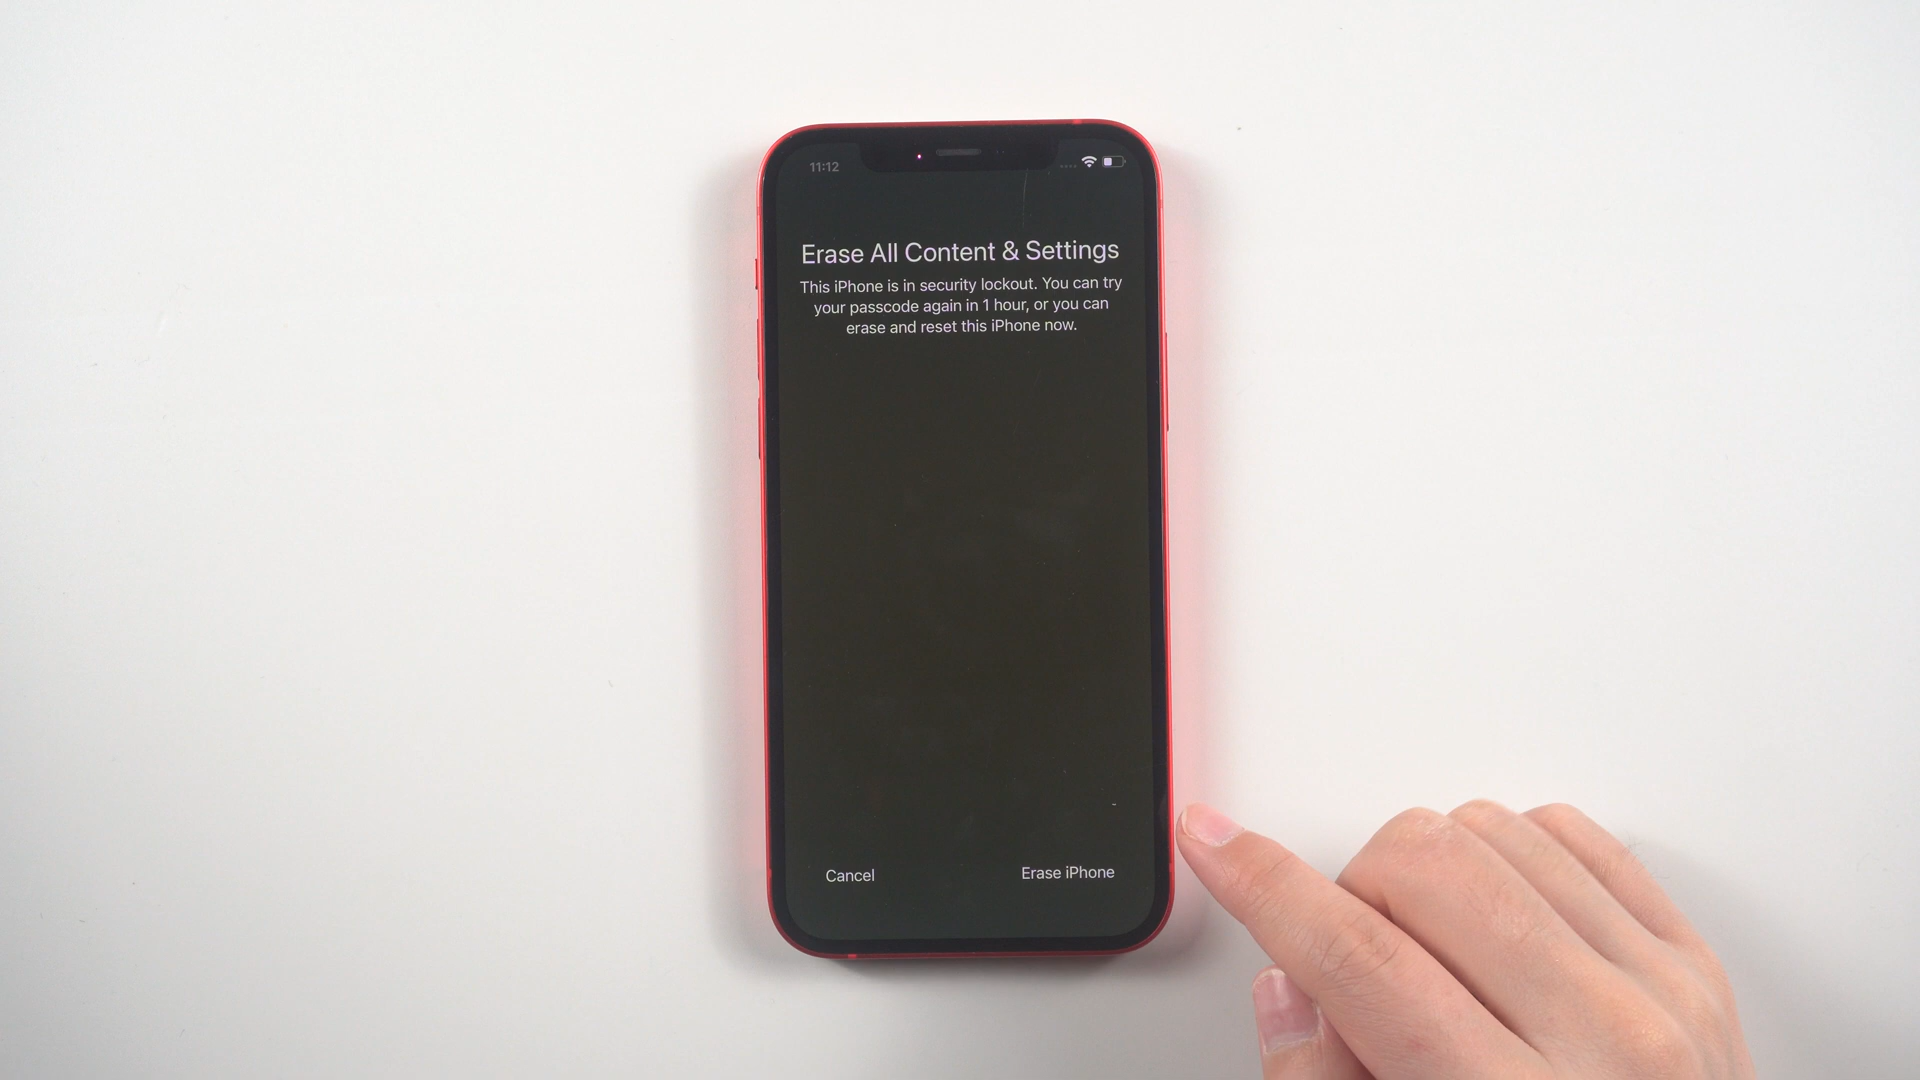 11:12
Erase All Content & Settings
This iPhone is in security lockout. You can try
your passcode again in 1 hour, or you can
erase and reset this iPhone now.
Cancel
Erase iPhone